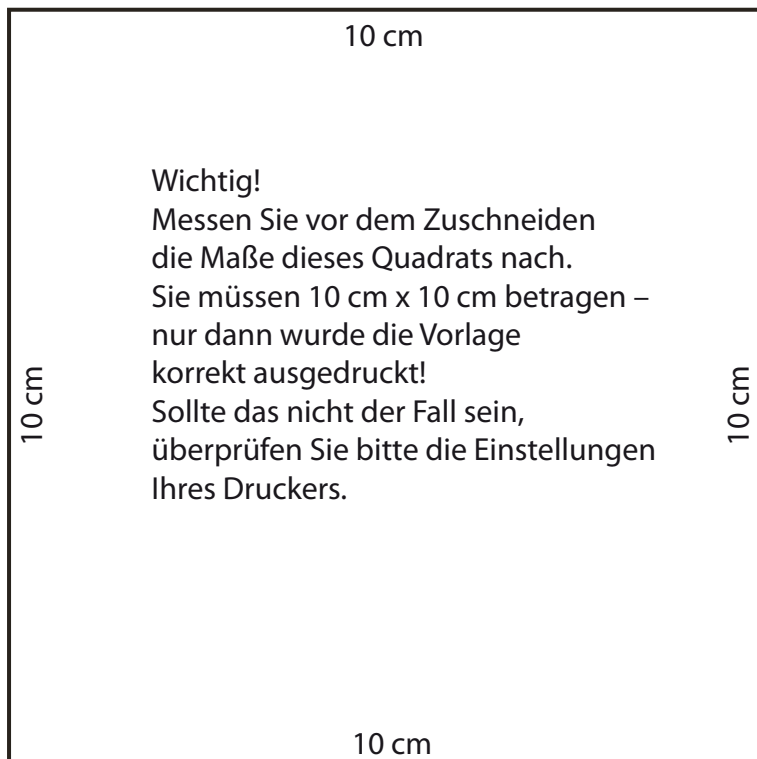 10 cm
Wichtig!
Messen Sie vor dem Zuschneiden
die Maße dieses Quadrats nach.
Sie müssen 10 cm x 10 cm betragen –
nur dann wurde die Vorlage
korrekt ausgedruckt!
Sollte das nicht der Fall sein,
überprüfen Sie bitte die Einstellungen
Ihres Druckers.
10 cm
10 cm
10 cm